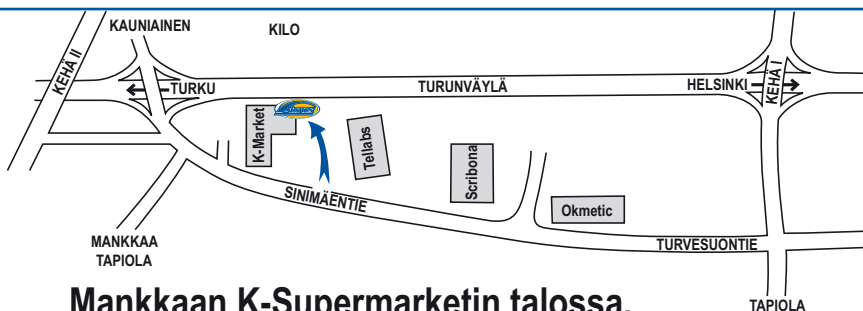 KAUNIAINEN
KILO
KEHÄ II
TURKU
TURUNVÄYLÄ
HELSINKI
KEHÄ I
K-Market
Tellabs
Scribona
Okmetic
SINIMÄENTIE
TURVESUONTIE
MANKKAA
TAPIOLA
TAPIOLA
Mankkaan K-Supermarketin talossa.